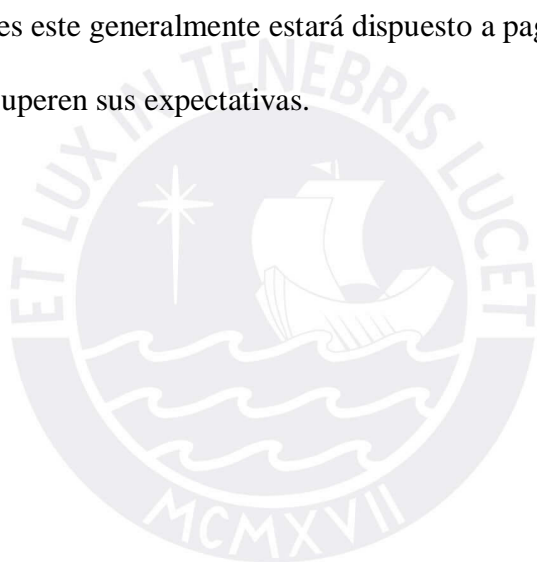 es este generalmente estará dispuesto a pag
uperen sus expectativas.
ET LUX IN TENEBRIS LUCET
MCMXVII